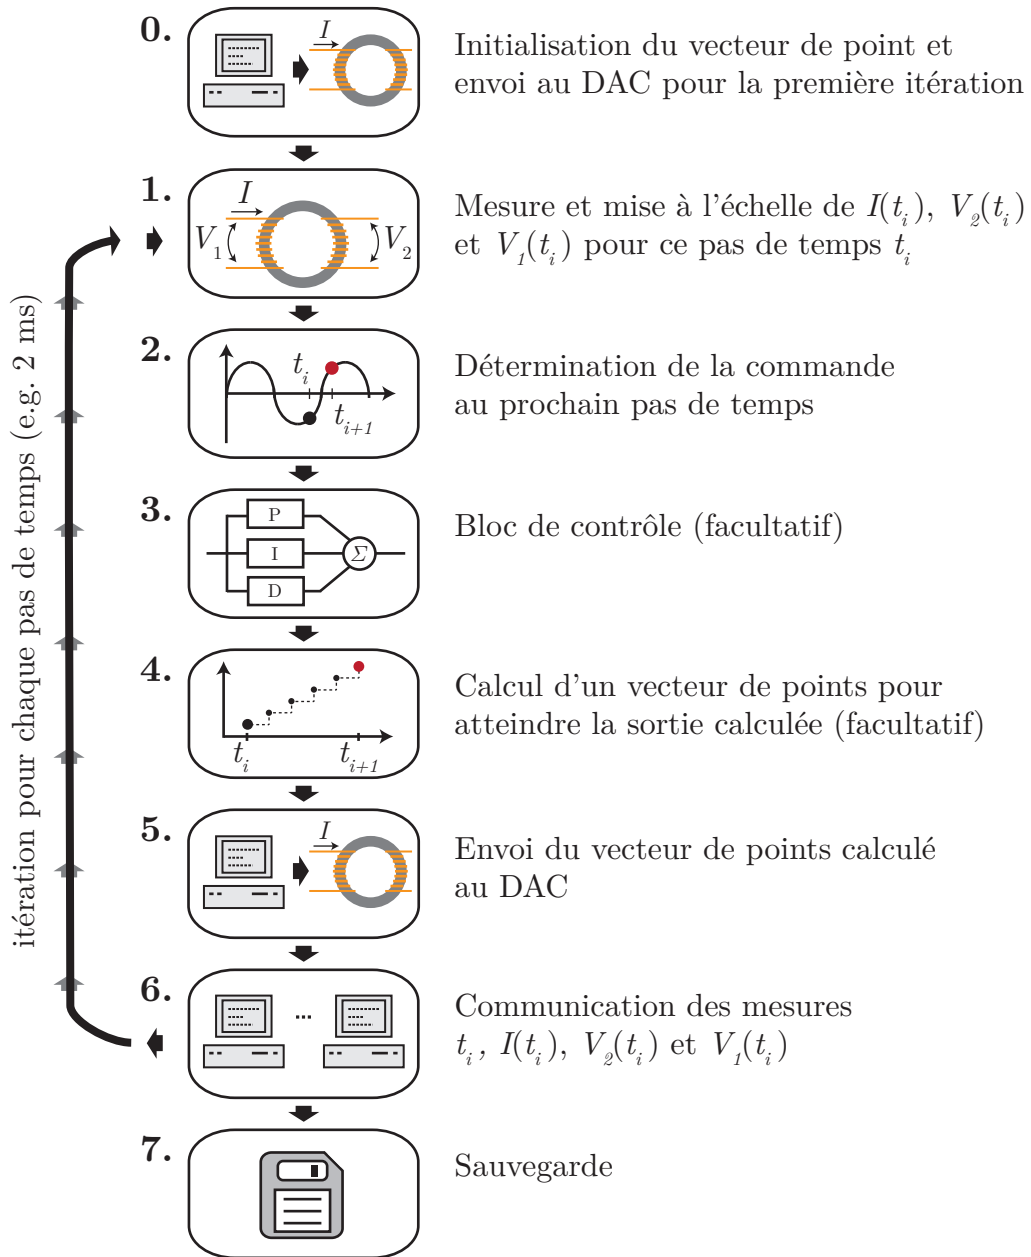 0.
I
Initialisation du vecteur de point et
envoi au DAC pour la première itération
1.
I
V₁
V₂
Mesure et mise à l'échelle de I(tᵢ), V₂(tᵢ)
et V₁(tᵢ) pour ce pas de temps tᵢ
2.
tᵢ
tᵢ₊₁
Détermination de la commande
au prochain pas de temps
3.
P
I
D
Σ
Bloc de contrôle (facultatif)
4.
tᵢ
tᵢ₊₁
Calcul d'un vecteur de points pour
atteindre la sortie calculée (facultatif)
5.
I
Envoi du vecteur de points calculé
au DAC
6.
...
Communication des mesures
tᵢ, I(tᵢ), V₂(tᵢ) et V₁(tᵢ)
7.
Sauvegarde
itération pour chaque pas de temps (e.g. 2 ms)